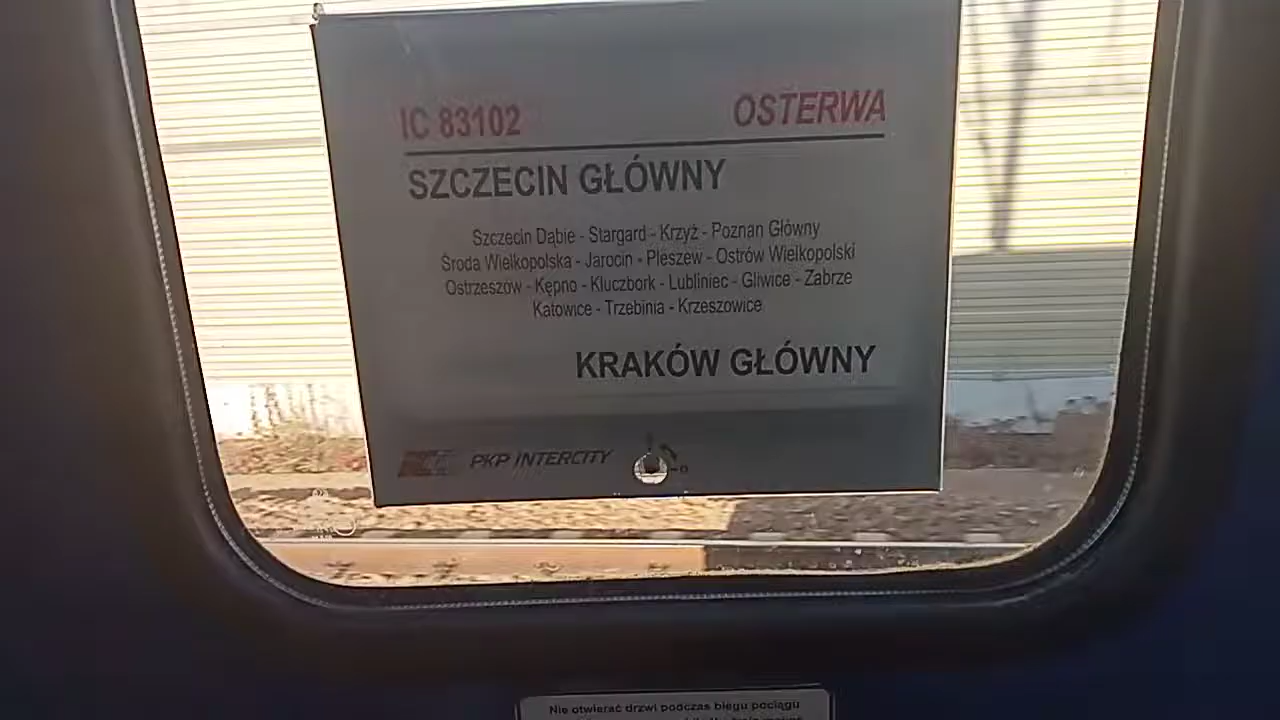 IC 83102 OSTERWA
SZCZECIN GŁÓWNY
Szczecin Dąbie - Stargard - Krzyż - Poznań Główny
Środa Wielkopolska - Jarocin - Pleszew - Ostrów Wielkopolski
Ostrzeszów - Kępno - Kluczbork - Lubliniec - Gliwice - Zabrze
Katowice - Trzebinia - Krzeszowice
KRAKÓW GŁÓWNY
PKP INTERCITY
Nie otwierać drzwi podczas biegu pociągu